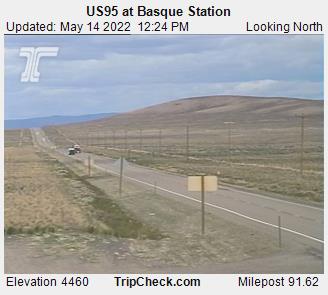 US95 at Basque Station
Updated: May 14 2022 12:24 PM Looking North
Elevation 4460 TripCheck.com Milepost 91.62